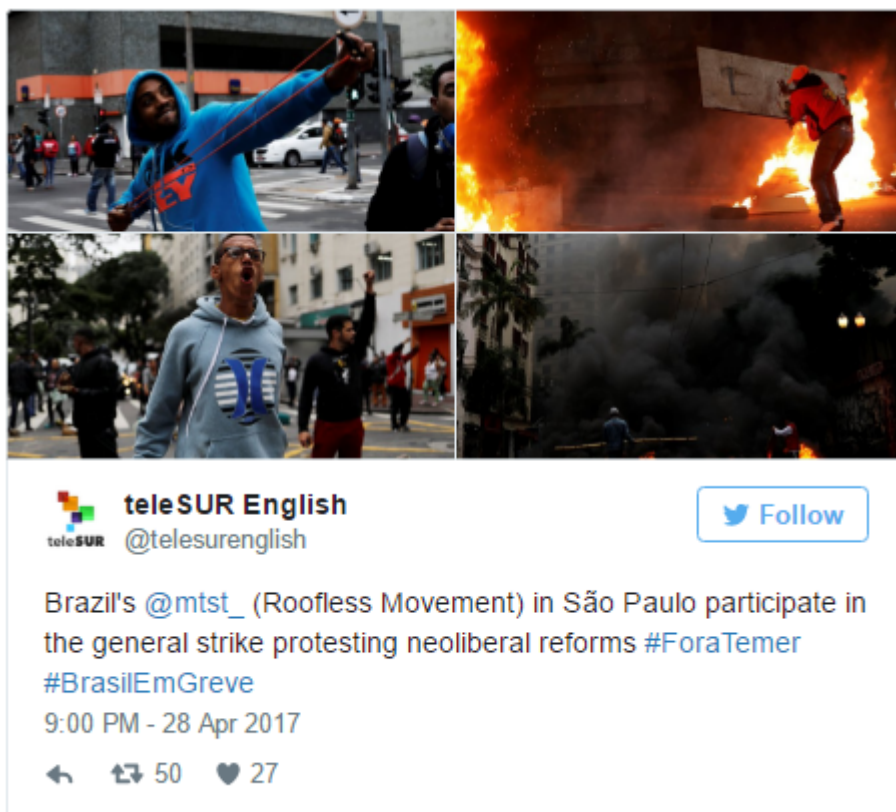 EY
teleSUR
teleSUR English
@telesurenglish
Follow
Brazil's @mtst_ (Roofless Movement) in São Paulo participate in
the general strike protesting neoliberal reforms #ForaTemer
#BrasilEmGreve
9:00 PM - 28 Apr 2017
50 27